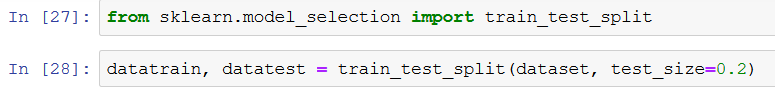 In [27]: from sklearn.model_selection import train_test_split
In [28]: datatrain, datatest = train_test_split(dataset, test_size=0.2)